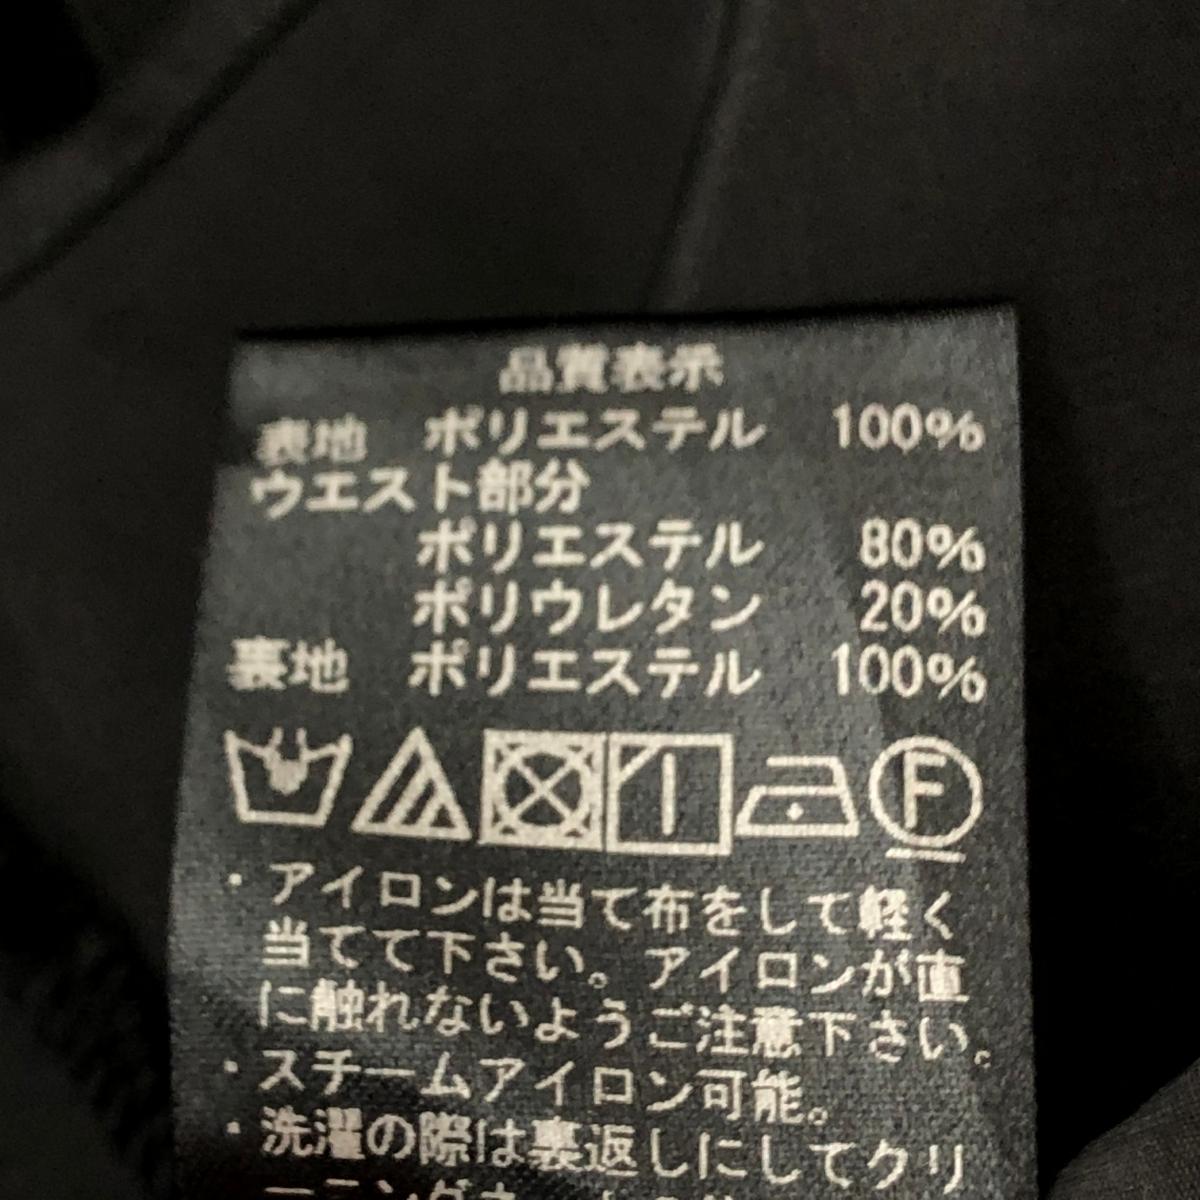 品質表示
表地 ポリエステル 100%
ウエスト部分
ポリエステル 80%
ポリウレタン 20%
裏地 ポリエステル 100%
F
・アイロンは当て布をして軽く
当てて下さい。アイロンが直
に触れないようご注意下さい。
・スチームアイロン可能。
・洗濯の際は裏返しにしてクリ
ーニングネ